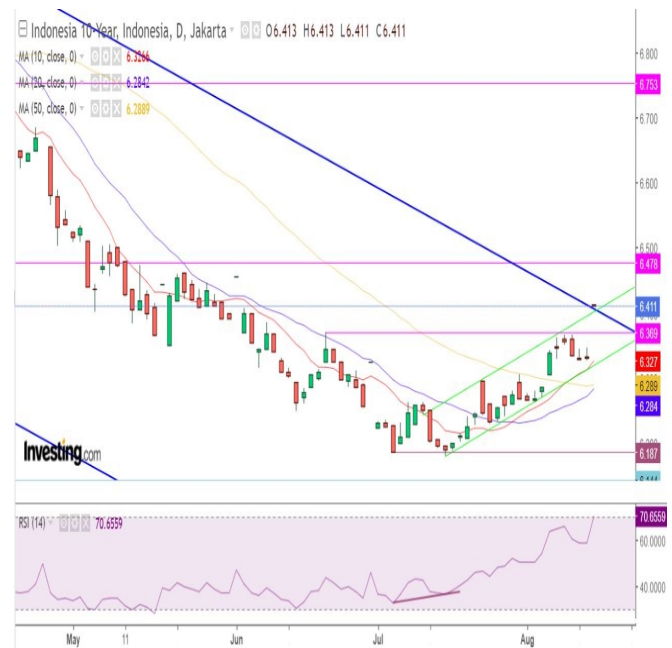 Indonesia 10-Year, Indonesia, D, Jakarta O6.413 H6.413 L6.411 C6.411
MA (10, close, 0) 6.3266
MA (20, close, 0) 6.2842
MA (50, close, 0) 6.2889
6.800
6.753
6.700
6.600
6.500
6.478
6.411
6.369
6.327
6.289
6.284
6.187
Investing.com
RSI (14) 70.6559
70.6559
60.0000
40.0000
May 11 Jun Jul Aug